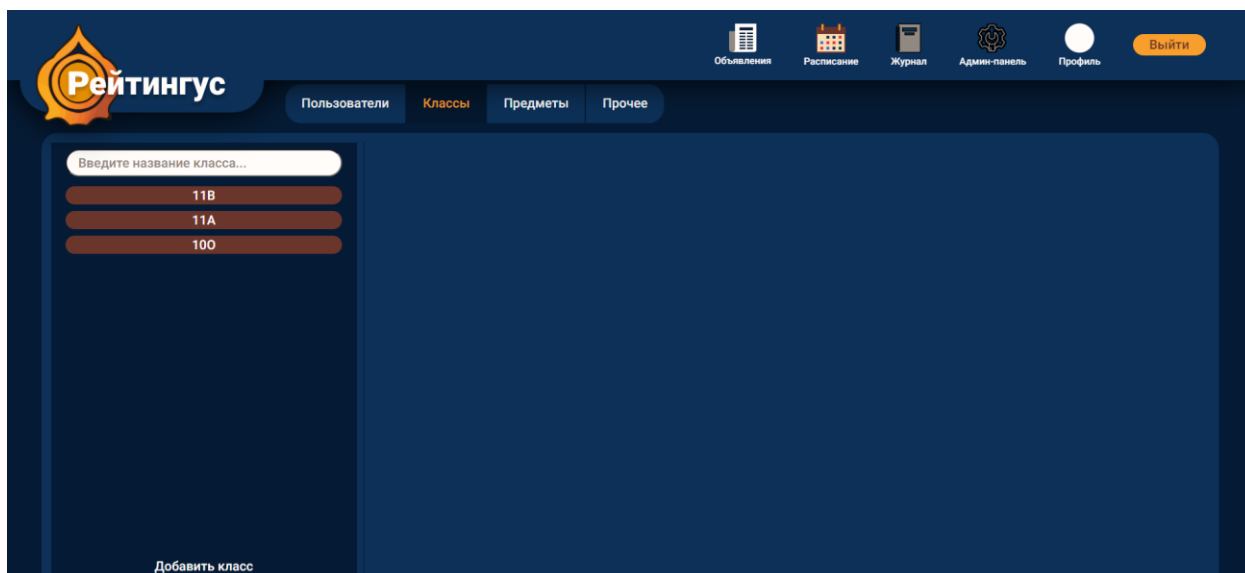 Рейтингус
Объявления
Расписание
Журнал
Админ-панель
Профиль
Выйти
Пользователи
Классы
Предметы
Прочее
Введите название класса...
11В
11А
10О
Добавить класс